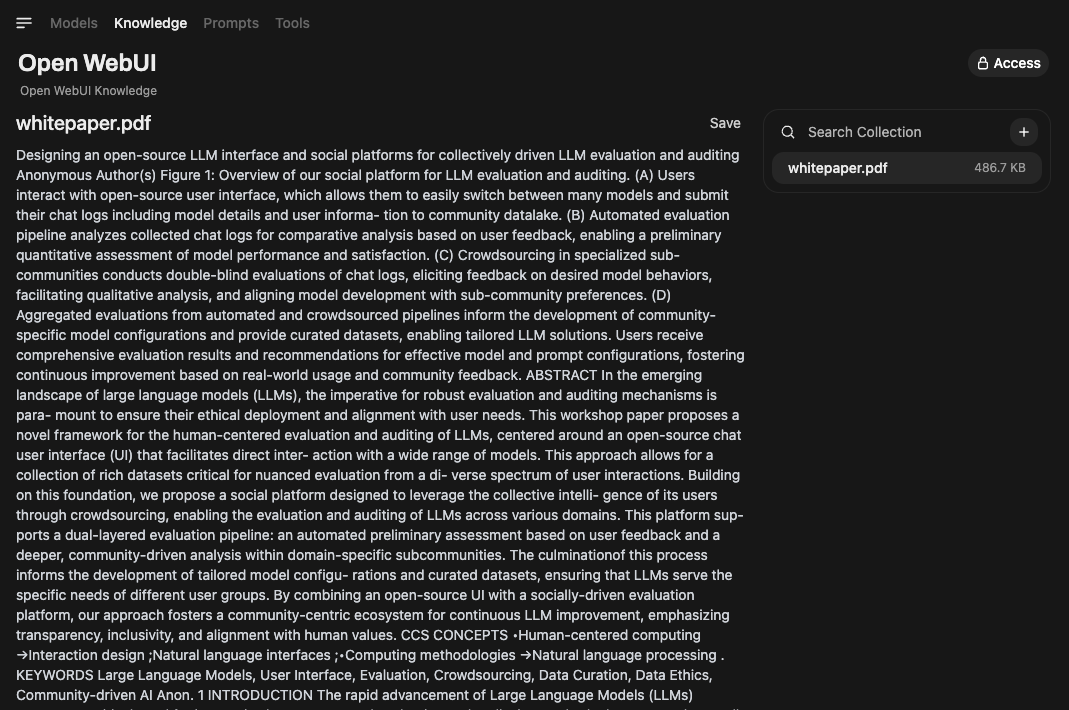 Models Knowledge Prompts Tools
Open WebUI
Access
Open WebUI Knowledge
whitepaper.pdf
Save
Designing an open-source LLM interface and social platforms for collectively driven LLM evaluation and auditing
Anonymous Author(s) Figure 1: Overview of our social platform for LLM evaluation and auditing. (A) Users
interact with open-source user interface, which allows them to easily switch between many models and submit
their chat logs including model details and user informa- tion to community datalake. (B) Automated evaluation
pipeline analyzes collected chat logs for comparative analysis based on user feedback, enabling a preliminary
quantitative assessment of model performance and satisfaction. (C) Crowdsourcing in specialized sub-
communities conducts double-blind evaluations of chat logs, eliciting feedback on desired model behaviors,
facilitating qualitative analysis, and aligning model development with sub-community preferences. (D)
Aggregated evaluations from automated and crowdsourced pipelines inform the development of community-
specific model configurations and provide curated datasets, enabling tailored LLM solutions. Users receive
comprehensive evaluation results and recommendations for effective model and prompt configurations, fostering
continuous improvement based on real-world usage and community feedback. ABSTRACT In the emerging
landscape of large language models (LLMs), the imperative for robust evaluation and auditing mechanisms is
para- mount to ensure their ethical deployment and alignment with user needs. This workshop paper proposes a
novel framework for the human-centered evaluation and auditing of LLMs, centered around an open-source chat
user interface (UI) that facilitates direct inter- action with a wide range of models. This approach allows for a
collection of rich datasets critical for nuanced evaluation from a di- verse spectrum of user interactions. Building
on this foundation, we propose a social platform designed to leverage the collective intelli- gence of its users
through crowdsourcing, enabling the evaluation and auditing of LLMs across various domains. This platform sup-
ports a dual-layered evaluation pipeline: an automated preliminary assessment based on user feedback and a
deeper, community-driven analysis within domain-specific subcommunities. The culminationof this process
informs the development of tailored model configu- rations and curated datasets, ensuring that LLMs serve the
specific needs of different user groups. By combining an open-source UI with a socially-driven evaluation
platform, our approach fosters a community-centric ecosystem for continuous LLM improvement, emphasizing
transparency, inclusivity, and alignment with human values. CCS CONCEPTS •Human-centered computing
→Interaction design ;Natural language interfaces ;•Computing methodologies →Natural language processing .
KEYWORDS Large Language Models, User Interface, Evaluation, Crowdsourcing, Data Curation, Data Ethics,
Community-driven AI Anon. 1 INTRODUCTION The rapid advancement of Large Language Models (LLMs)
Search Collection
whitepaper.pdf 486.7 KB